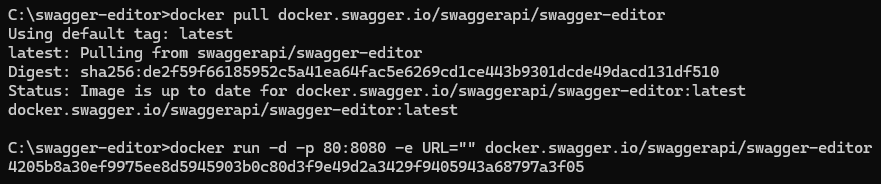 C:\swagger-editor>docker pull docker.swagger.io/swaggerapi/swagger-editor
Using default tag: latest
latest: Pulling from swaggerapi/swagger-editor
Digest: sha256:de2f59f66185952c5a41ea64fac5e6269cd1ce443b9301dcde49dacd131df510
Status: Image is up to date for docker.swagger.io/swaggerapi/swagger-editor:latest
docker.swagger.io/swaggerapi/swagger-editor:latest
C:\swagger-editor>docker run -d -p 80:8080 -e URL="" docker.swagger.io/swaggerapi/swagger-editor
4205b8a30ef9975ee8d5945903b0c80d3f9e49d2a3429f9405943a68797a3f05